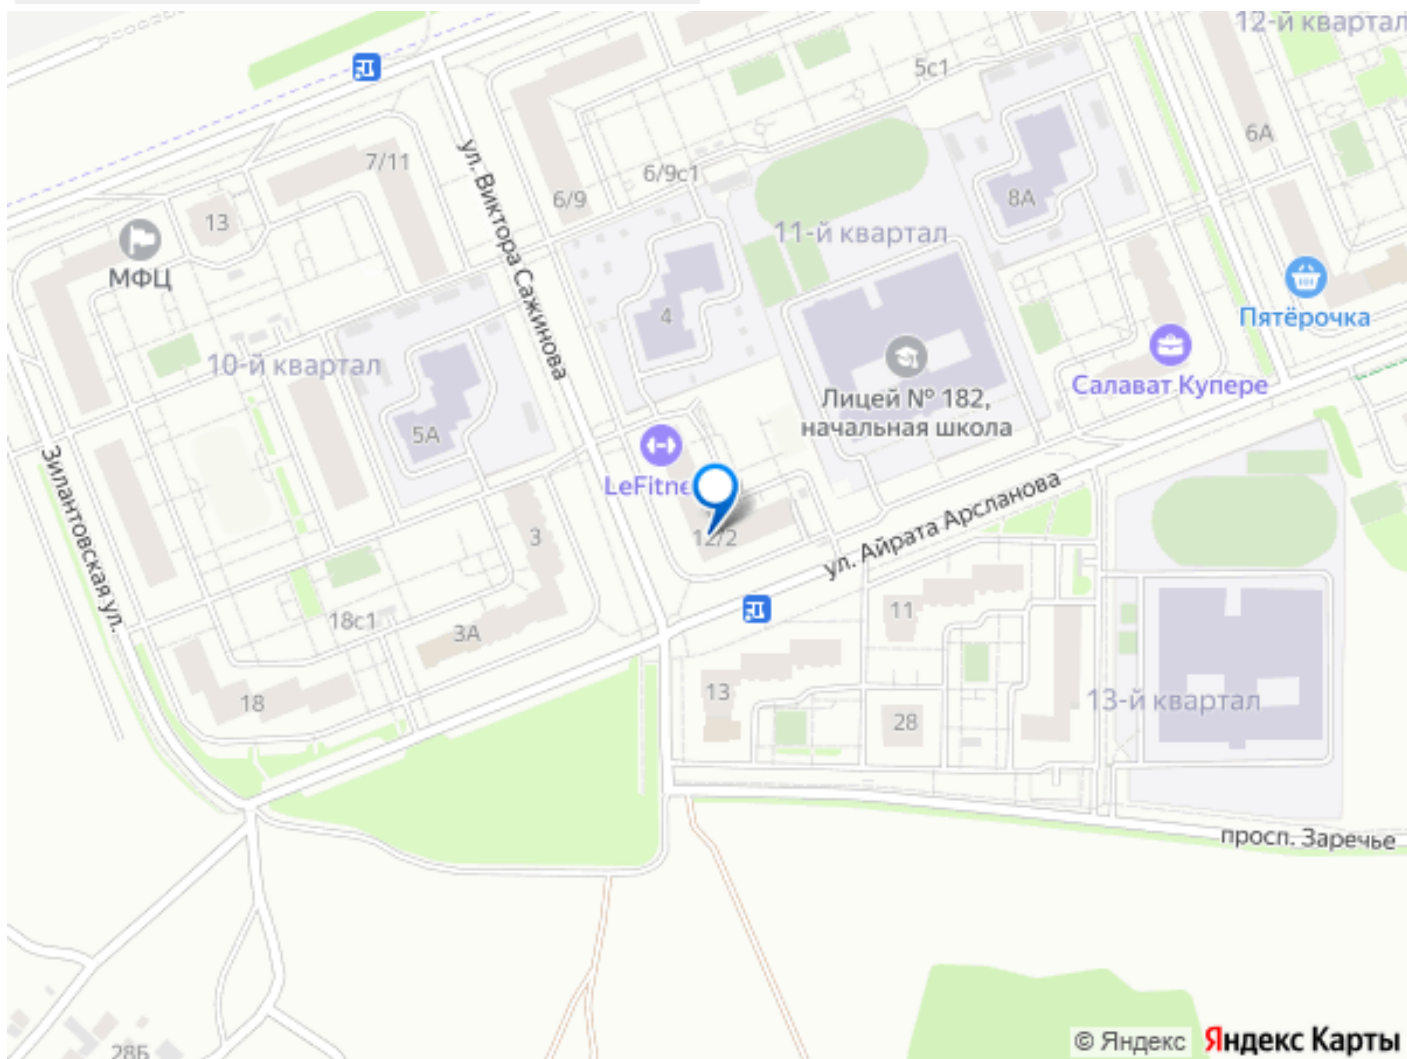 12-й квартал
5с1
7/11
6/9с1
6А
6/9
8А
13
ул. Виктора Сажинова
11-й квартал
МФЦ
4
Пятёрочка
10-й квартал
Салават Купере
Лицей № 182,
начальная школа
5А
LeFitne
Зилантовская ул.
3
12/2
ул. Айрата Арсланова
18с1
3А
11
18
13
28
13-й квартал
просп. Заречье
28Б
© Яндекс
Яндекс Карты